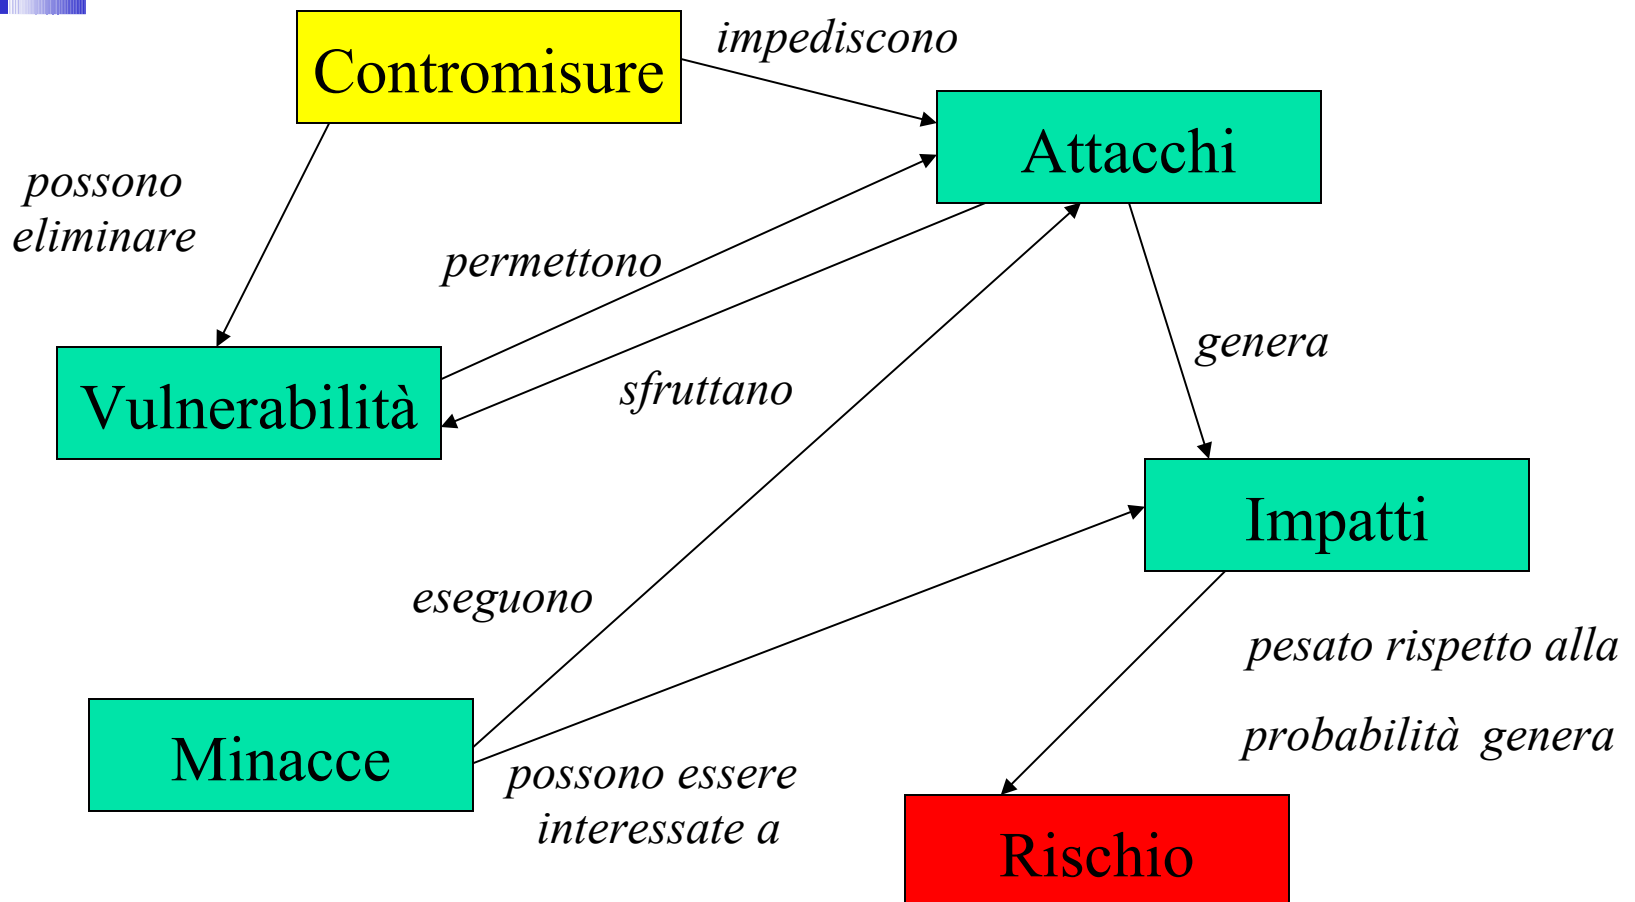 impediscono
Contromisure
Attacchi
possono
eliminare
permettono
genera
Vulnerabilità
sfruttano
Impatti
eseguono
pesato rispetto alla
probabilità genera
Minacce
possono essere
interessate a
Rischio